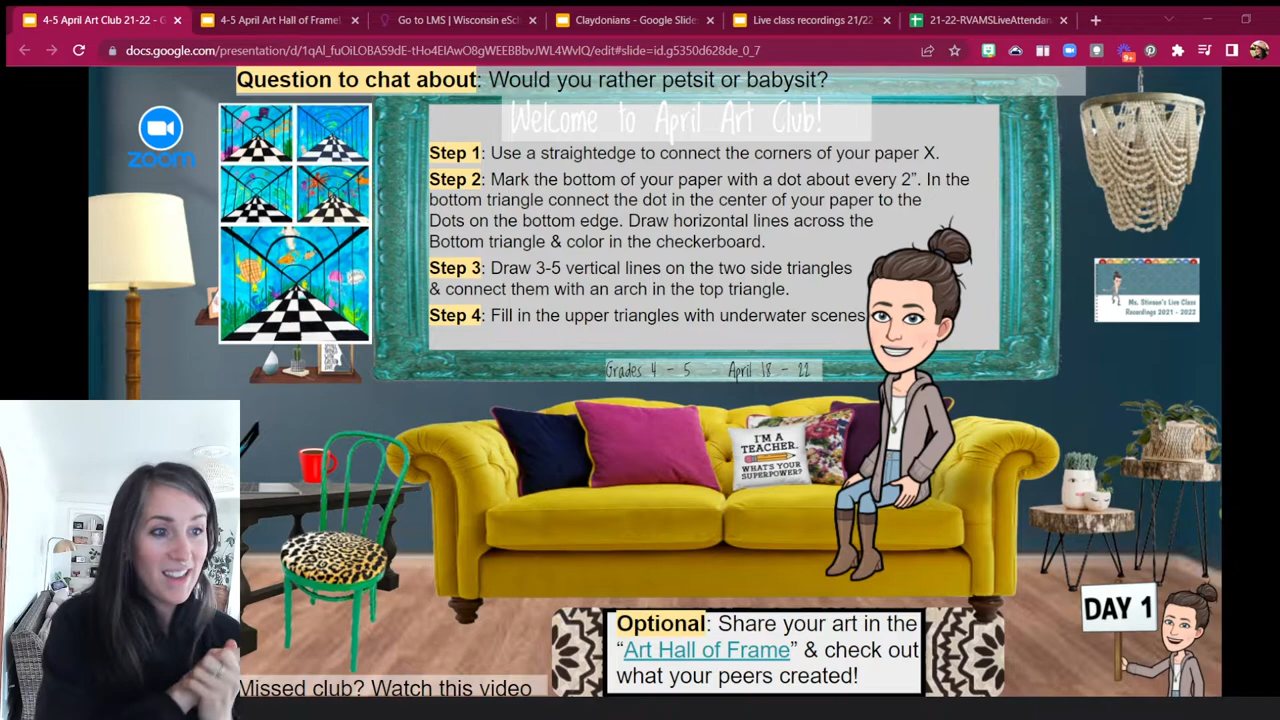 4-5 April Art Club 21-22 - G
4-5 April Art Hall of Frame!
Go to LMS | Wisconsin eSch
Claydonians - Google Slides
Live class recordings 21/22
21-22-RVAMSLiveAttendan
docs.google.com/presentation/d/1qAl_fuOiLOBA59dE-tHo4EIAwO8gWEEBBbvJWL4WvIQ/edit#slide=id.g5350d628de_0_7
9+
Question to chat about: Would you rather petsit or babysit?
zoom
Welcome to April Art Club!
Step 1: Use a straightedge to connect the corners of your paper X.
Step 2: Mark the bottom of your paper with a dot about every 2”. In the
bottom triangle connect the dot in the center of your paper to the
Dots on the bottom edge. Draw horizontal lines across the
Bottom triangle & color in the checkerboard.
Step 3: Draw 3-5 vertical lines on the two side triangles
& connect them with an arch in the top triangle.
Step 4: Fill in the upper triangles with underwater scenes
Grades 4 - 5 - April 18 - 22
Ms. Stivson's Live Class
Recordings 2021 - 2022
I'M A
TEACHER.
WHAT'S YOUR
SUPERPOWER?
DAY 1
Optional: Share your art in the
“Art Hall of Frame” & check out
what your peers created!
Missed club? Watch this video